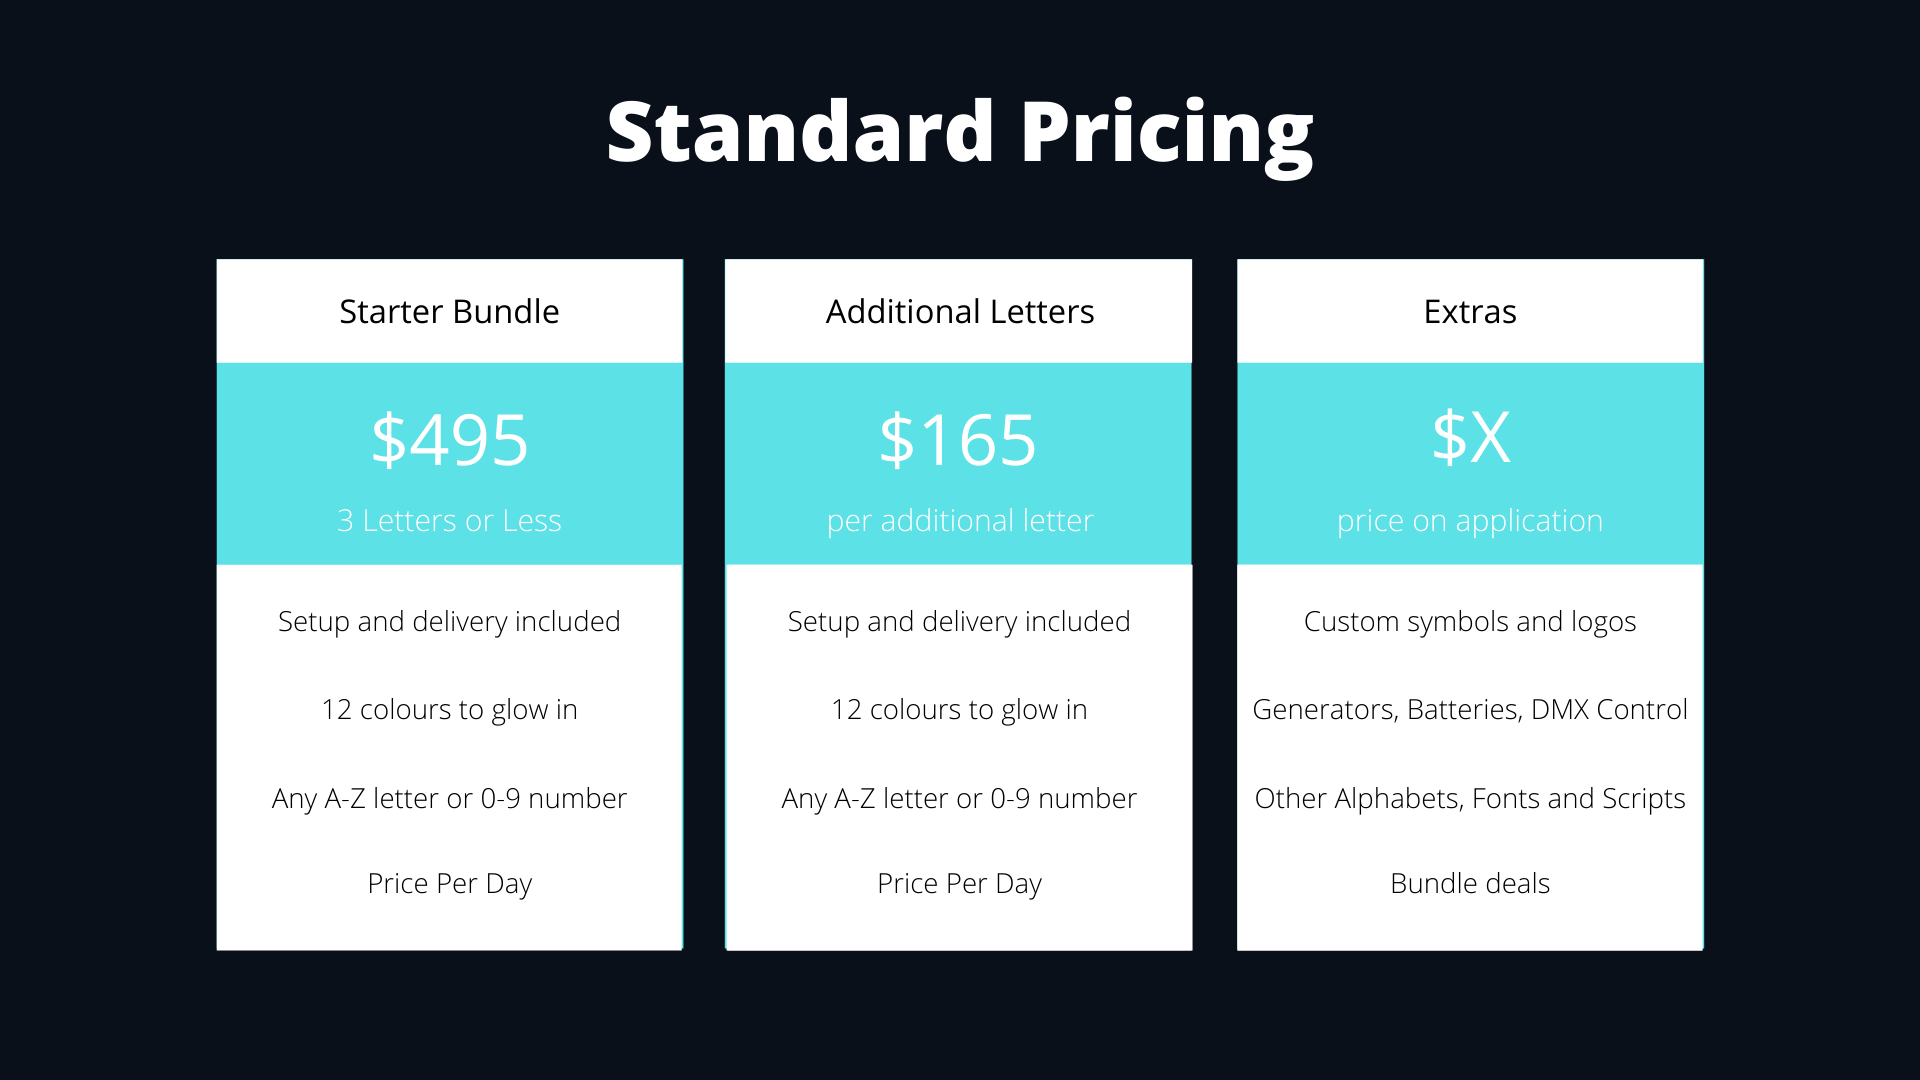 Standard Pricing
Starter Bundle
$495
3 Letters or Less
Setup and delivery included
12 colours to glow in
Any A-Z letter or 0-9 number
Price Per Day
Additional Letters
$165
per additional letter
Setup and delivery included
12 colours to glow in
Any A-Z letter or 0-9 number
Price Per Day
Extras
$X
price on application
Custom symbols and logos
Generators, Batteries, DMX Control
Other Alphabets, Fonts and Scripts
Bundle deals